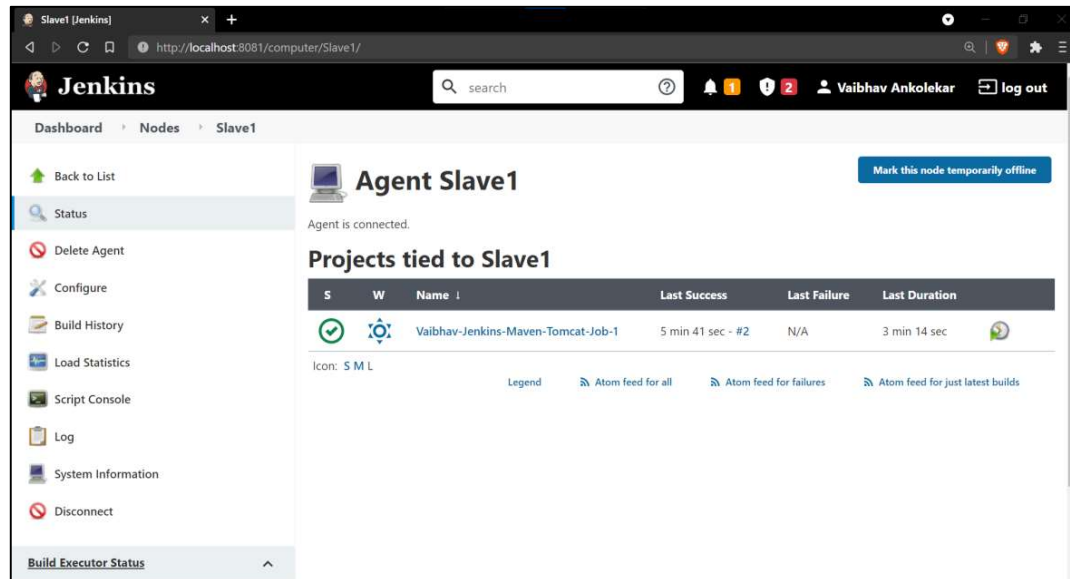 Slave1 [Jenkins]
http://localhost:8081/computer/Slave1/
Jenkins
search
1
2
Vaibhav Ankolekar
log out
Dashboard
Nodes
Slave1
Back to List
Status
Delete Agent
Configure
Build History
Load Statistics
Script Console
Log
System Information
Disconnect
Build Executor Status
Agent Slave1
Mark this node temporarily offline
Agent is connected.
Projects tied to Slave1
S W Name ↓ Last Success Last Failure Last Duration
Vaibhav-Jenkins-Maven-Tomcat-Job-1 5 min 41 sec - #2 N/A 3 min 14 sec
Icon: S M L
Legend Atom feed for all Atom feed for failures Atom feed for just latest builds